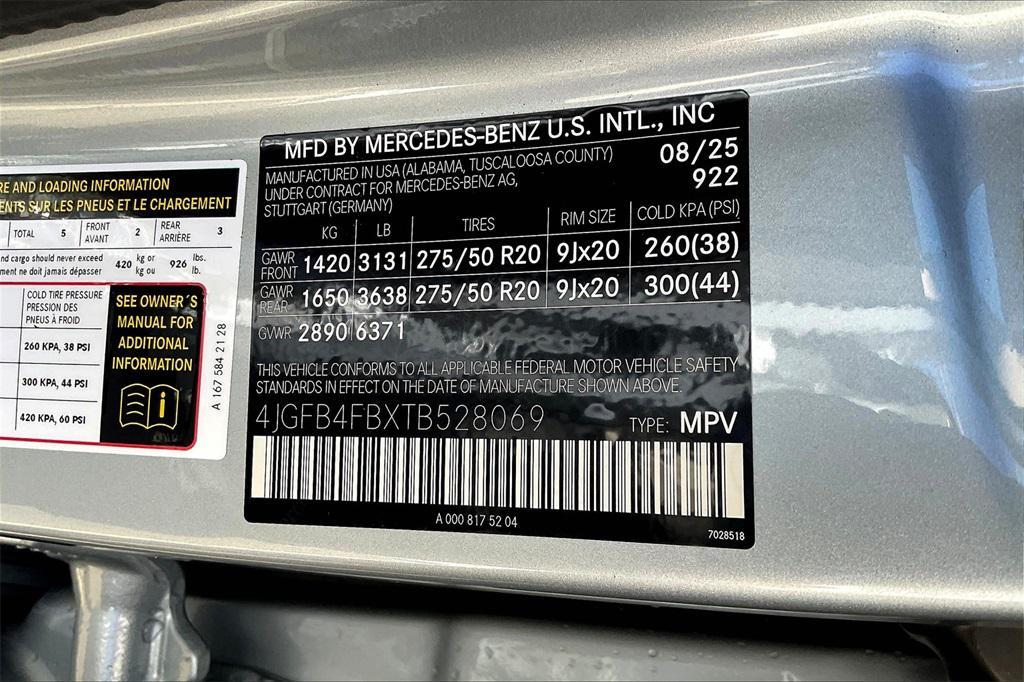 RE AND LOADING INFORMATION
ENTS SUR LES PNEUS ET LE CHARGEMENT
TOTAL 5 FRONT AVANT 2 REAR ARRIÈRE 3
nd cargo should never exceed 420 kg or 926 lbs.
ment ne doit jamais dépasser kg ou lb.
COLD TIRE PRESSURE
PRESSION DES
PNEUS À FROID
260 KPA, 38 PSI
300 KPA, 44 PSI
420 KPA, 60 PSI
SEE OWNER´S
MANUAL FOR
ADDITIONAL
INFORMATION
i
A 167 584 21 28
MFD BY MERCEDES-BENZ U.S. INTL., INC
MANUFACTURED IN USA (ALABAMA, TUSCALOOSA COUNTY) 08/25
UNDER CONTRACT FOR MERCEDES-BENZ AG, 922
STUTTGART (GERMANY)
KG LB TIRES RIM SIZE COLD KPA (PSI)
GAWR FRONT 1420 3131 275/50 R20 9Jx20 260(38)
GAWR REAR 1650 3638 275/50 R20 9Jx20 300(44)
GVWR 2890 6371
THIS VEHICLE CONFORMS TO ALL APPLICABLE FEDERAL MOTOR VEHICLE SAFETY
STANDARDS IN EFFECT ON THE DATE OF MANUFACTURE SHOWN ABOVE.
4JGFB4FBXTB528069 TYPE: MPV
A 000 817 52 04
7028518